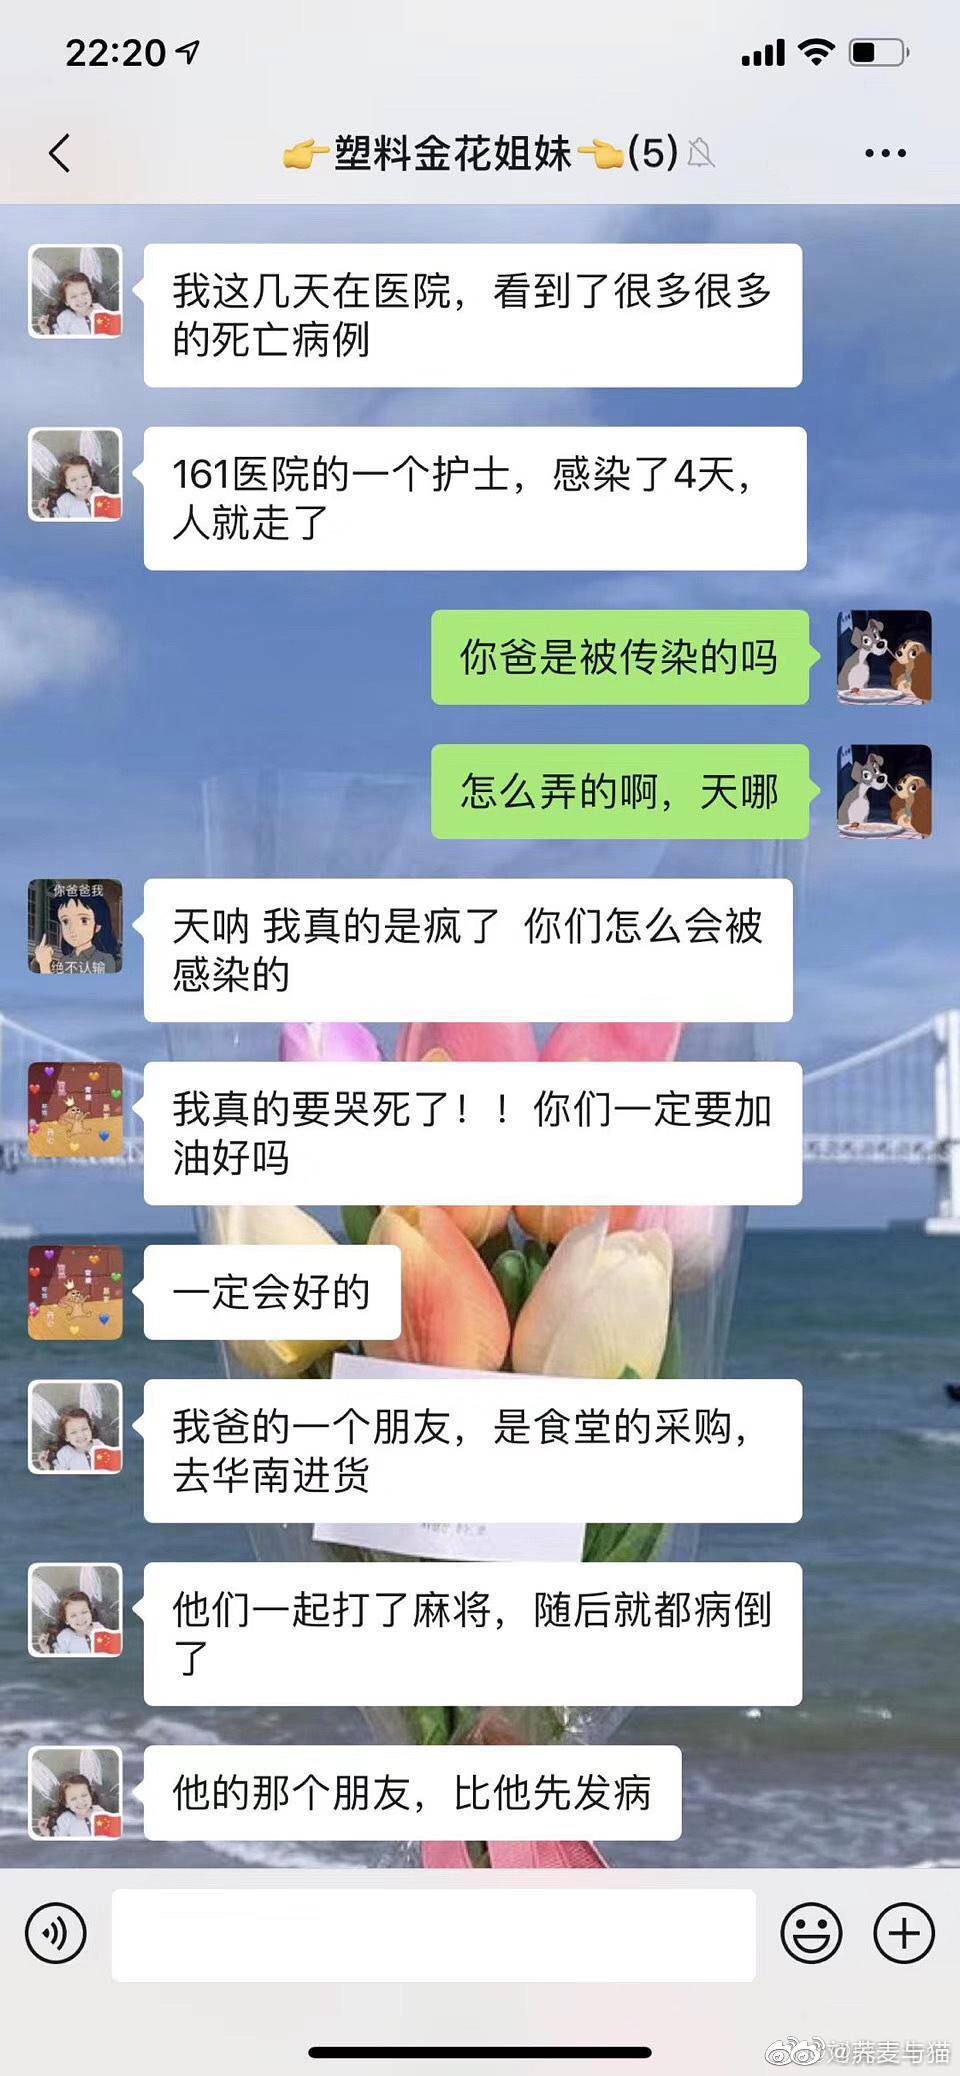 22:20
👉塑料金花姐妹👈(5)
我这几天在医院，看到了很多很多
的死亡病例
161医院的一个护士，感染了4天，
人就走了
你爸是被传染的吗
怎么弄的啊，天哪
你爸爸我
绝不认输
天呐 我真的是疯了 你们怎么会被
感染的
我真的要哭死了！！你们一定要加
油好吗
一定会好的
我爸的一个朋友，是食堂的采购，
去华南进货
他们一起打了麻将，随后就都病倒
了
他的那个朋友，比他先发病
@荞麦与猫